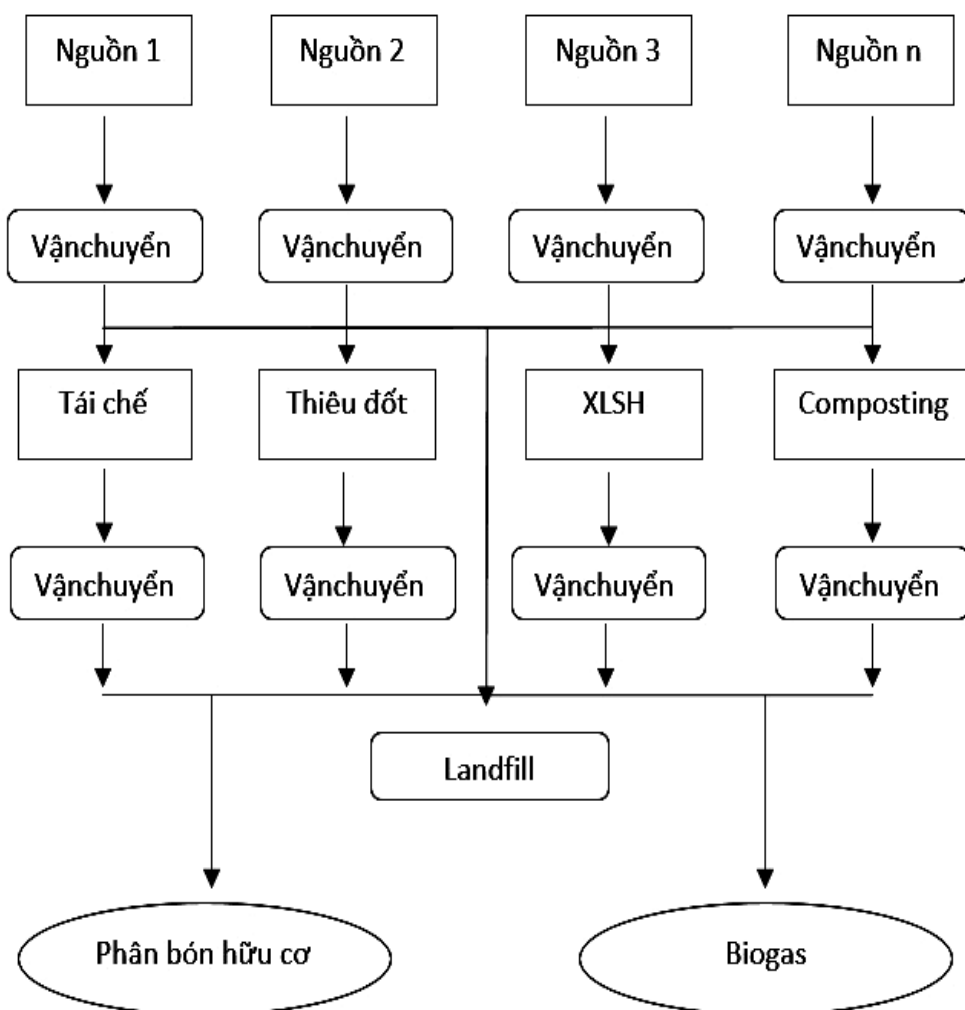 Nguồn 1
Nguồn 2
Nguồn 3
Nguồn n
Vậnchuyển
Vậnchuyển
Vậnchuyển
Vậnchuyển
Tái chế
Thiêu đốt
XLSH
Composting
Vậnchuyển
Vậnchuyển
Vậnchuyển
Vậnchuyển
Landfill
Phân bón hữu cơ
Biogas